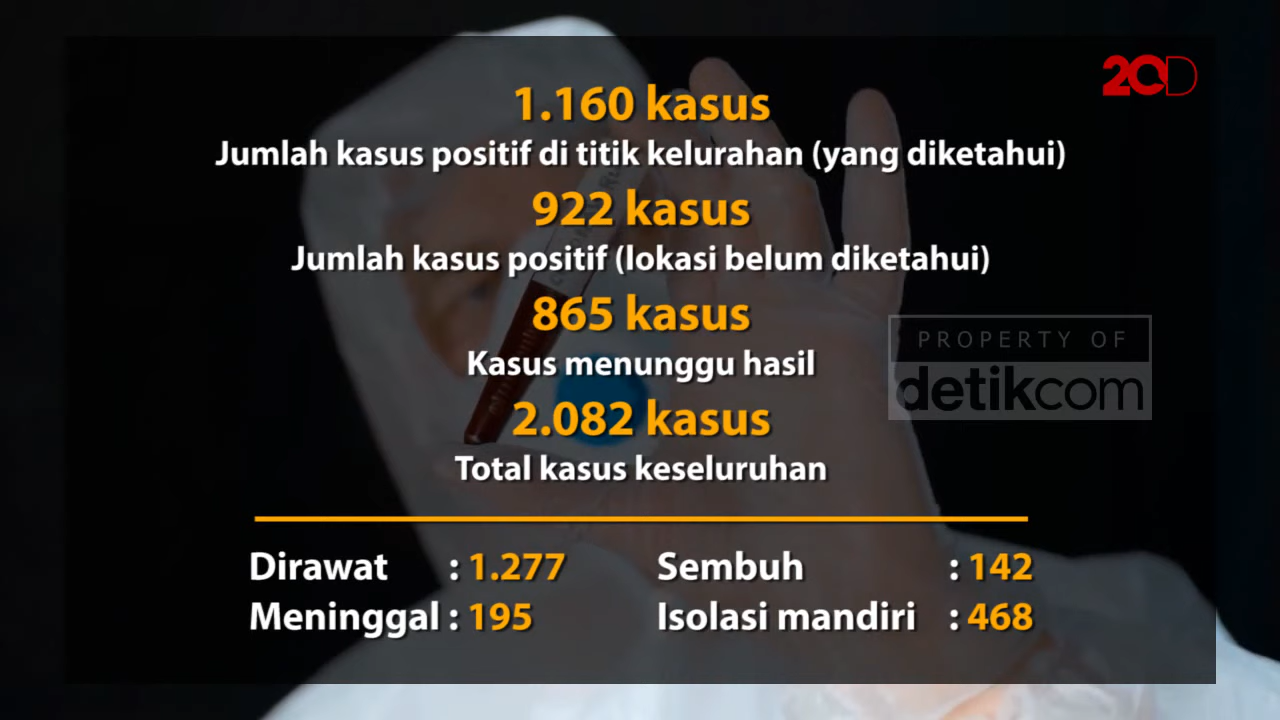 20D
1.160 kasus
Jumlah kasus positif di titik kelurahan (yang diketahui)
922 kasus
Jumlah kasus positif (lokasi belum diketahui)
865 kasus
Kasus menunggu hasil
PROPERTY OF
detikcom
2.082 kasus
Total kasus keseluruhan
Dirawat : 1.277 Sembuh : 142
Meninggal : 195 Isolasi mandiri : 468